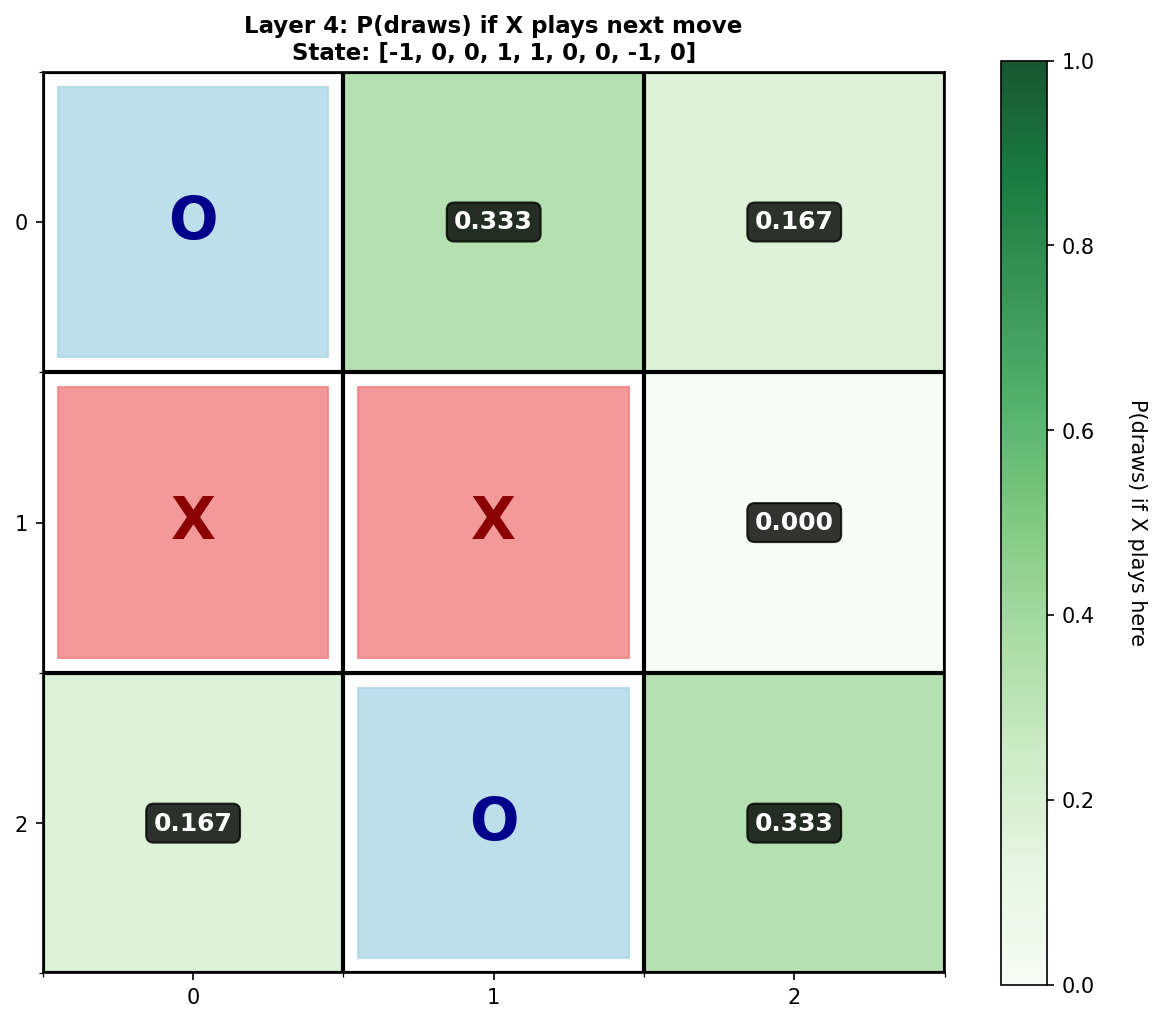 Layer 4: P(draws) if X plays next move
State: [-1, 0, 0, 1, 1, 0, 0, -1, 0]
0
O
0.333
0.167
1
X
X
0.000
2
0.167
O
0.333
0
1
2
1.0
0.8
0.6
0.4
0.2
0.0
P(draws) if X plays here